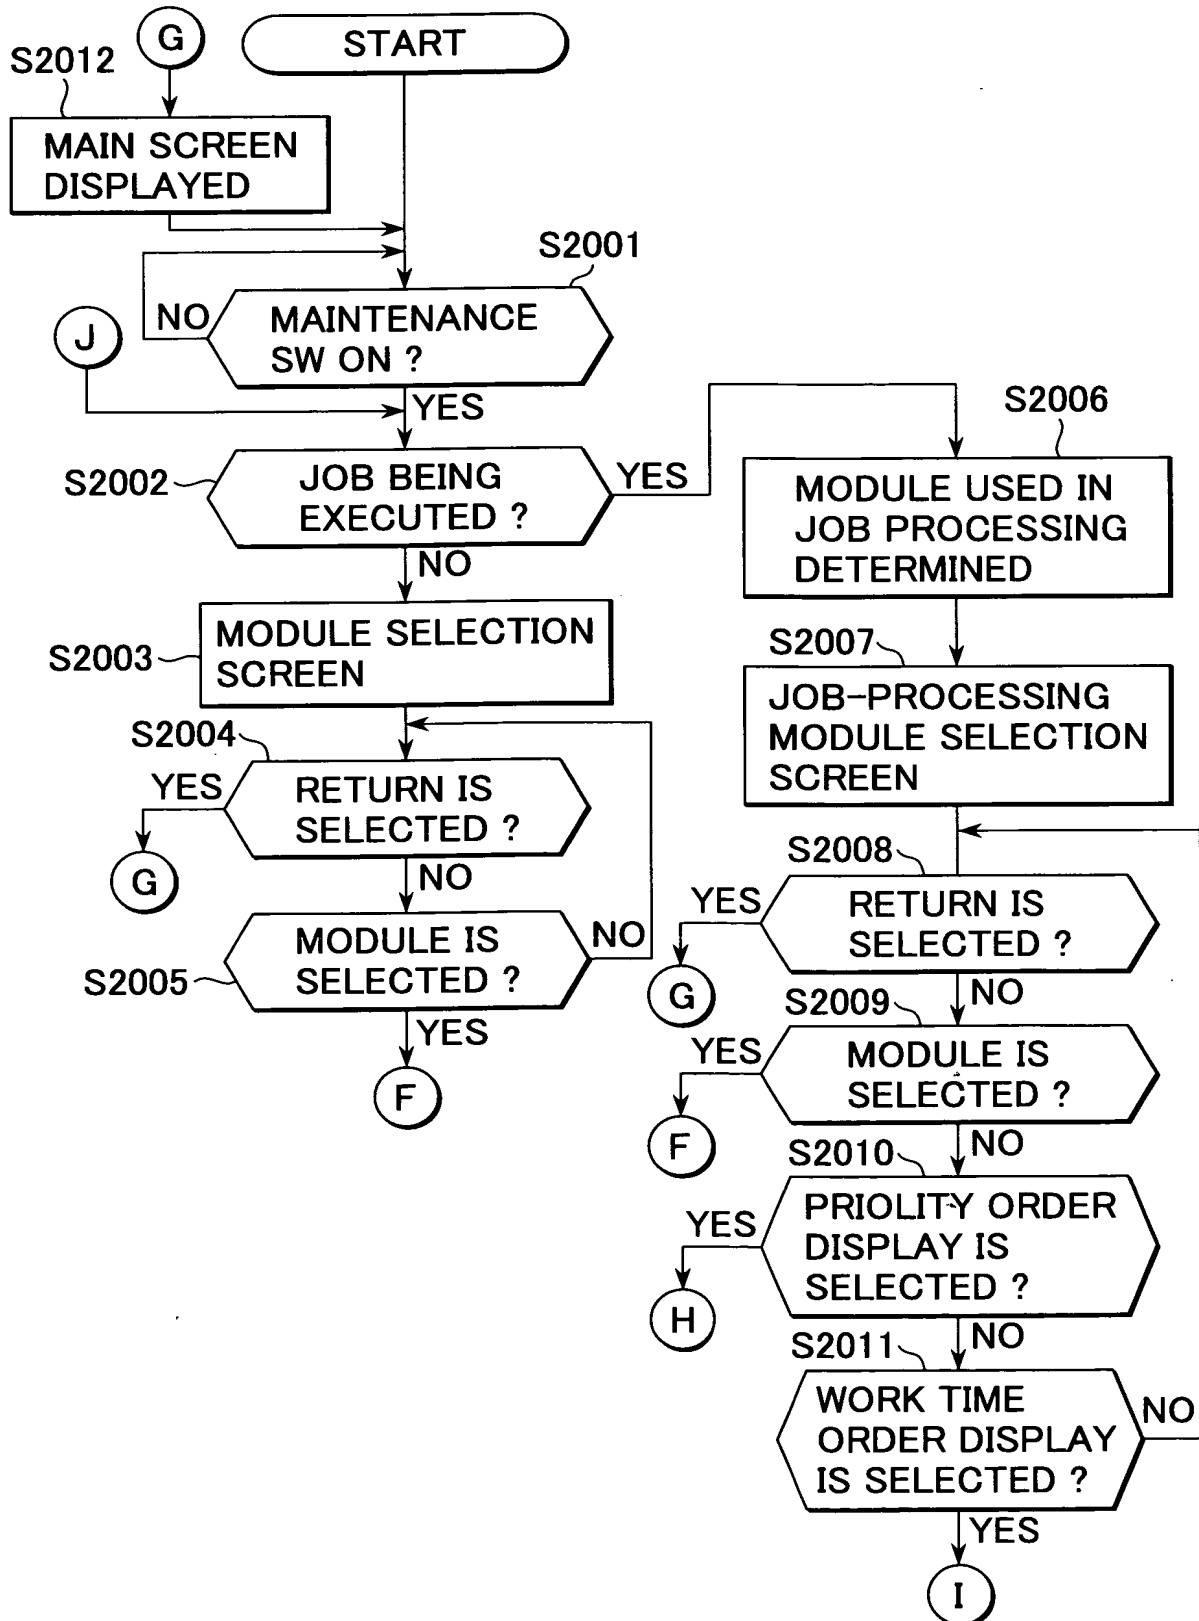 G
START
S2012
MAIN SCREEN
DISPLAYED
S2001
NO
MAINTENANCE
SW ON ?
J
YES
S2002
JOB BEING
EXECUTED ?
YES
NO
S2003
MODULE SELECTION
SCREEN
S2004
YES
RETURN IS
SELECTED ?
G
NO
S2005
MODULE IS
SELECTED ?
NO
YES
F
S2006
MODULE USED IN
JOB PROCESSING
DETERMINED
S2007
JOB-PROCESSING
MODULE SELECTION
SCREEN
S2008
YES
RETURN IS
SELECTED ?
G
NO
S2009
YES
MODULE IS
SELECTED ?
F
NO
S2010
YES
PRIOLITY ORDER
DISPLAY IS
SELECTED ?
H
NO
S2011
WORK TIME
ORDER DISPLAY
IS SELECTED ?
NO
YES
I